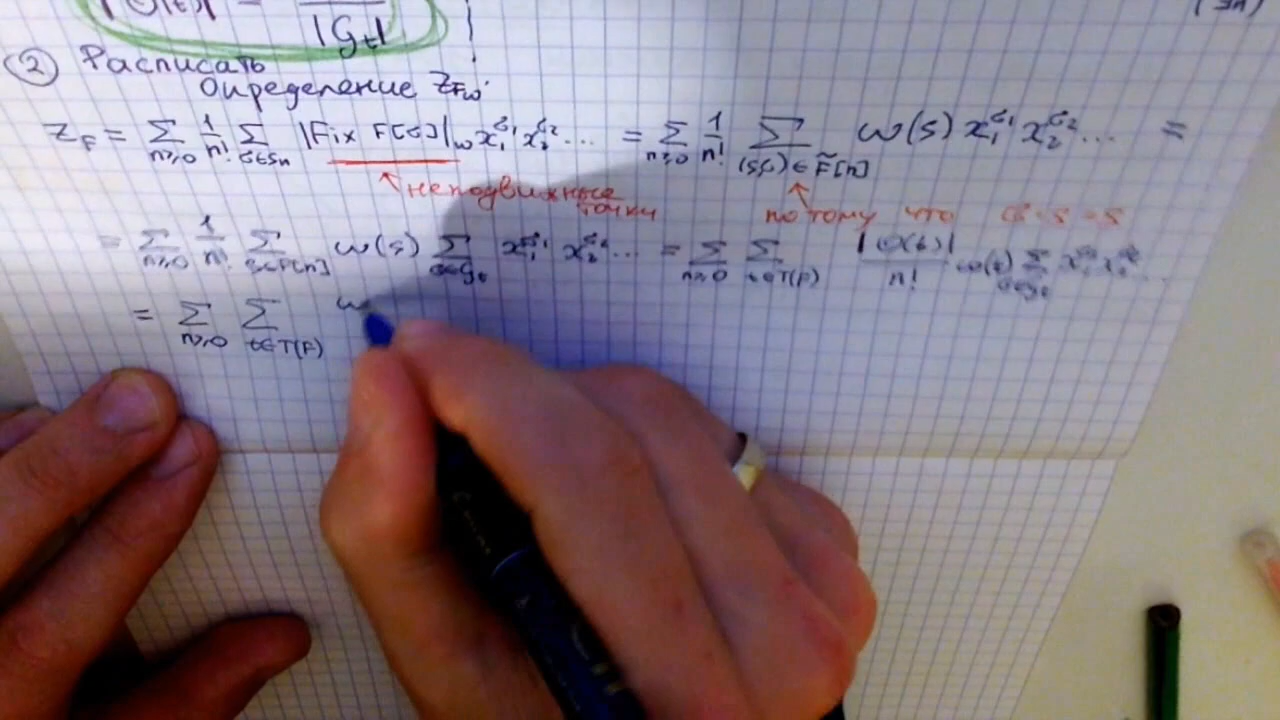 |O(t)| = / |G_t|
② Расписать
Определение Z_{F_ω}:
Z_F = Σ_{n≥0} 1/n! Σ_{σ∈S_n} |Fix F[σ]|_ω x_1^{σ_1} x_2^{σ_2} ... = Σ_{n≥0} 1/n! Σ_{(s,σ)∈F̃[n]} ω(s) x_1^{σ_1} x_2^{σ_2} ... =
неподвижные точки
потому что σ·s = s
= Σ_{n≥0} 1/n! Σ_{s∈F[n]} ω(s) Σ_{σ∈G_s} x_1^{σ_1} x_2^{σ_2} ... = Σ_{n≥0} Σ_{t∈T(F)} |O(t)|/n! ω(t) Σ x_1^{σ_1} x_2^{σ_2} ...
= Σ_{n≥0} Σ_{t∈T(F)} ω